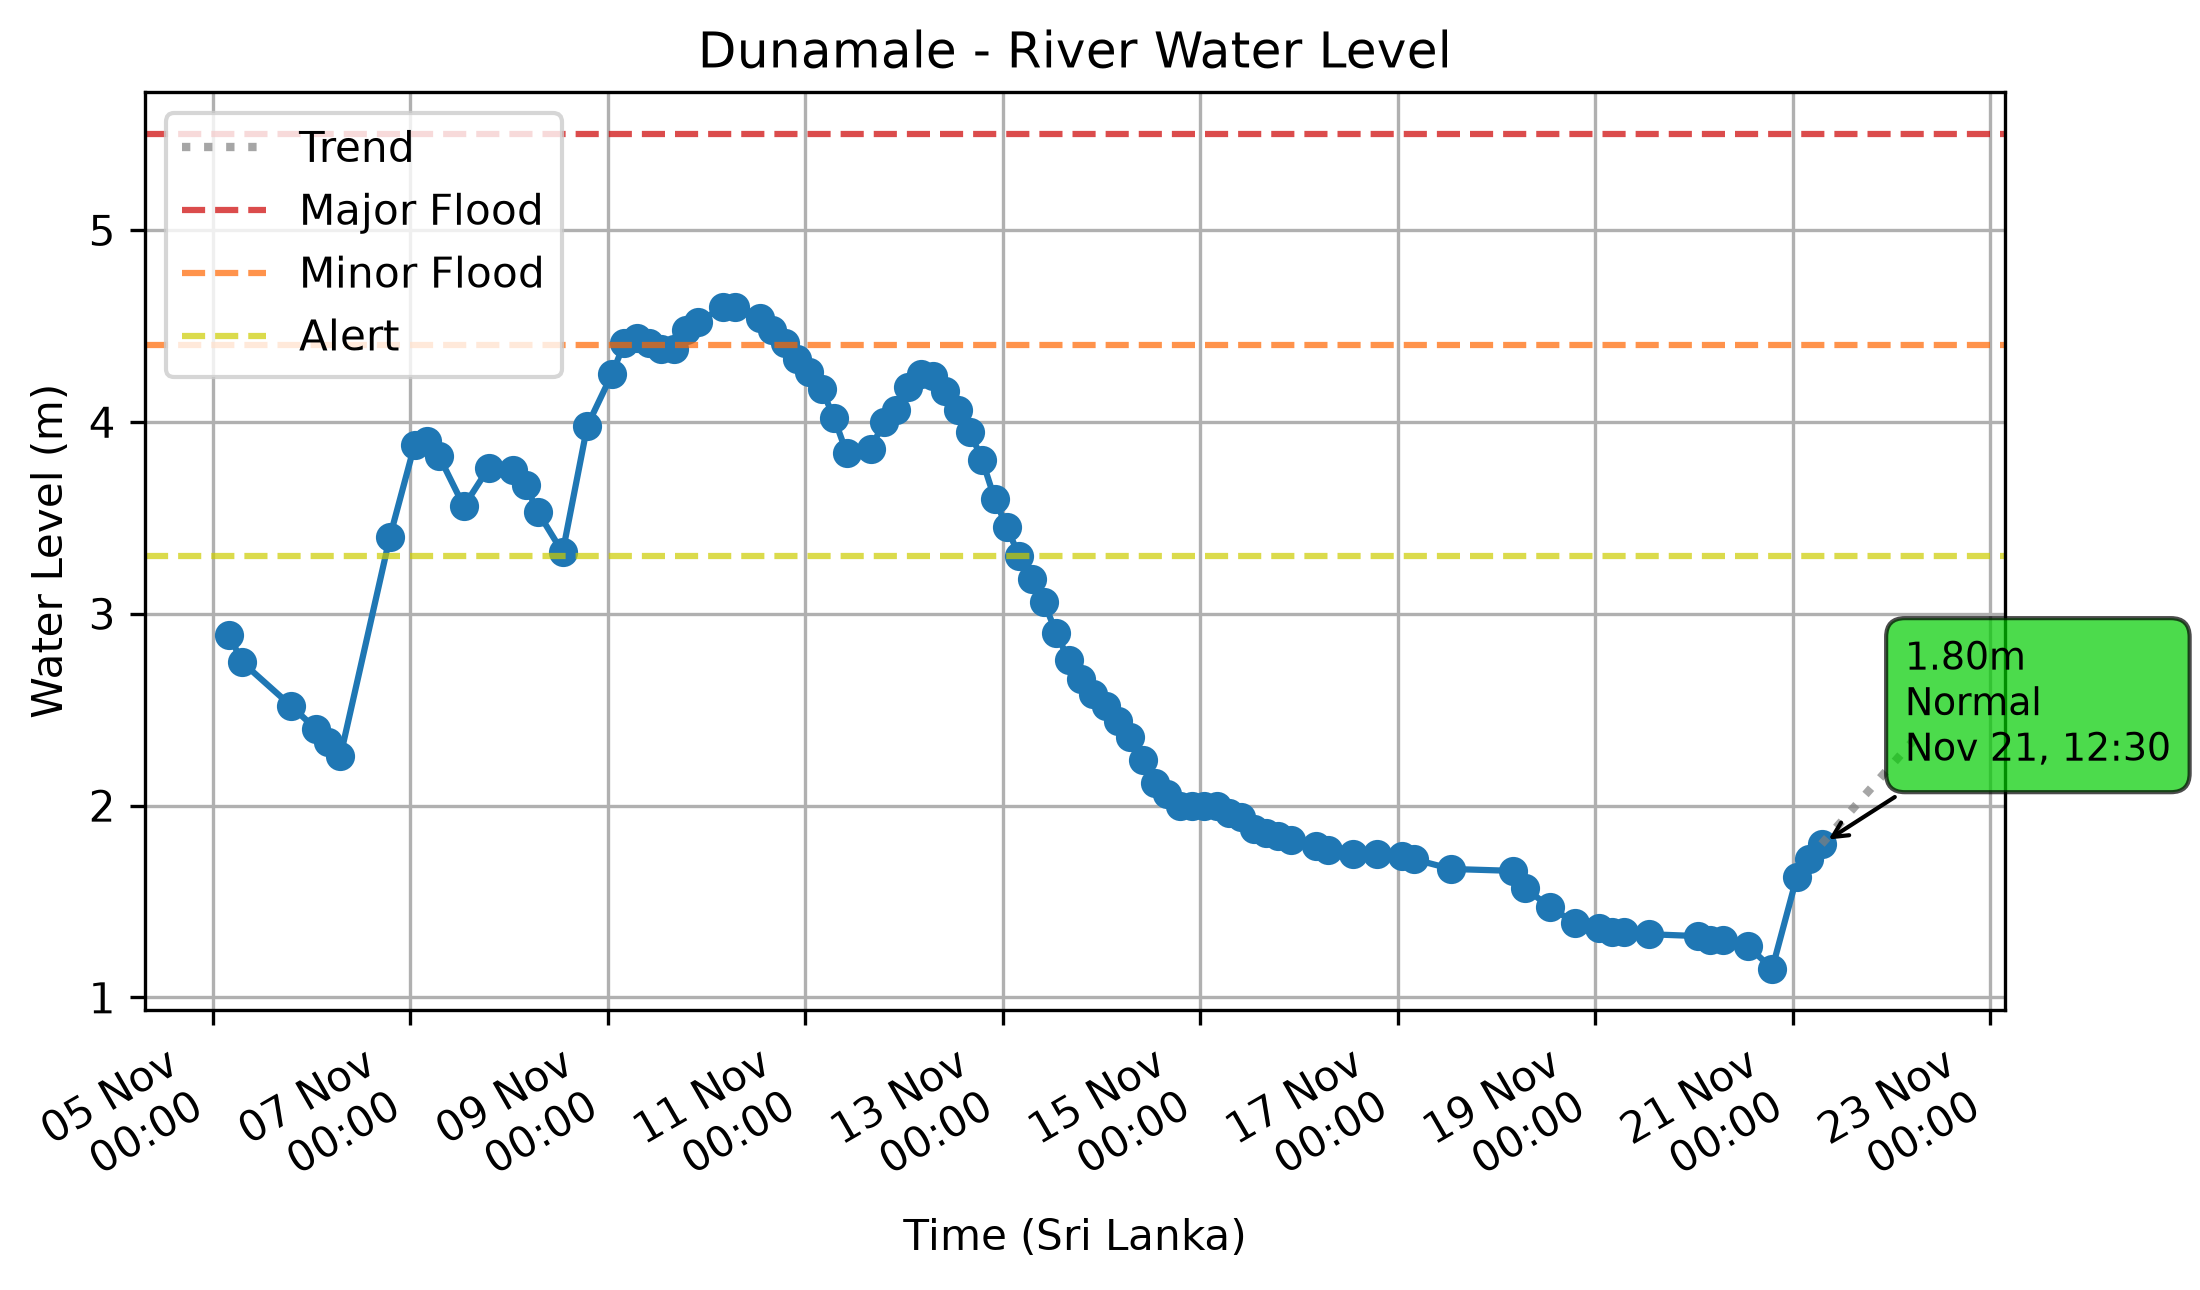 Dunamale - River Water Level
Trend
Major Flood
Minor Flood
Alert
Water Level (m)
5
4
3
2
1
1.80m
Normal
Nov 21, 12:30
05 Nov
00:00
07 Nov
00:00
09 Nov
00:00
11 Nov
00:00
13 Nov
00:00
15 Nov
00:00
17 Nov
00:00
19 Nov
00:00
21 Nov
00:00
23 Nov
00:00
Time (Sri Lanka)